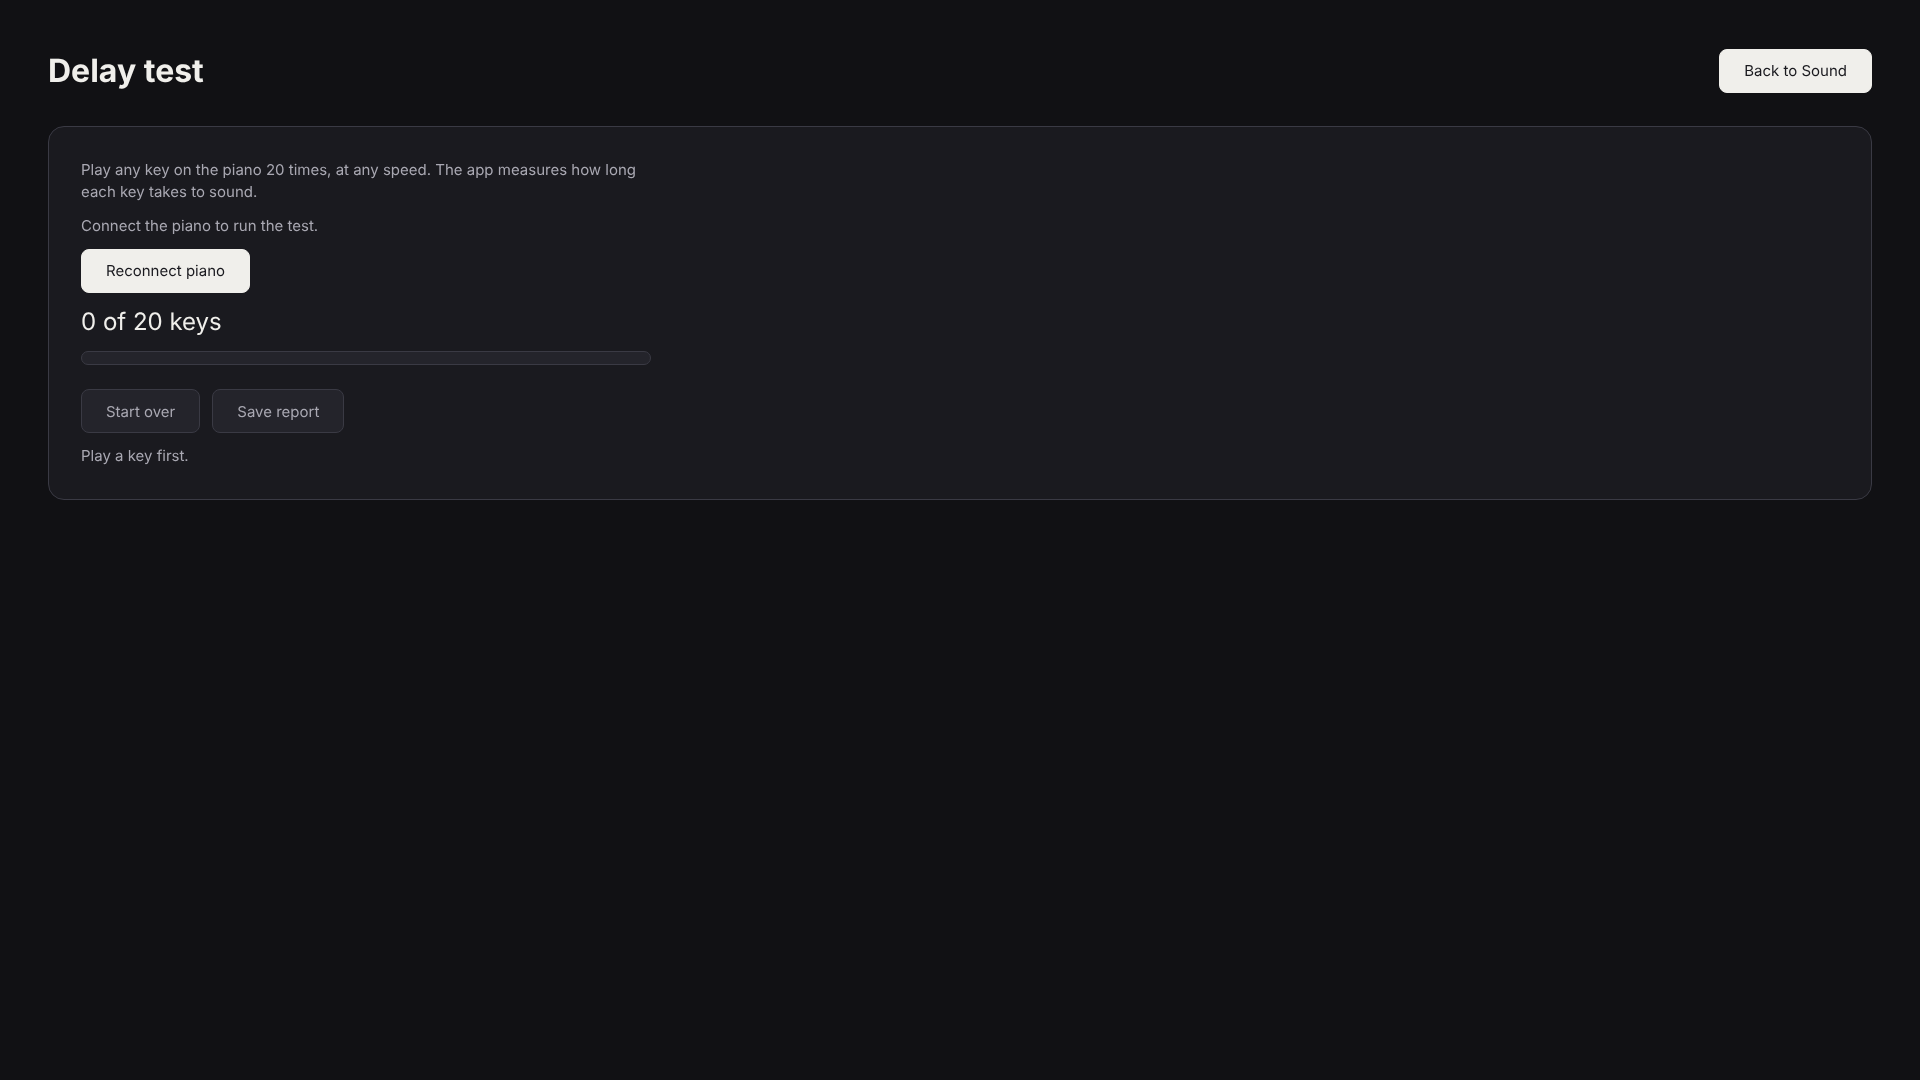 Delay test
Back to Sound
Play any key on the piano 20 times, at any speed. The app measures how long
each key takes to sound.
Connect the piano to run the test.
Reconnect piano
0 of 20 keys
Start over
Save report
Play a key first.